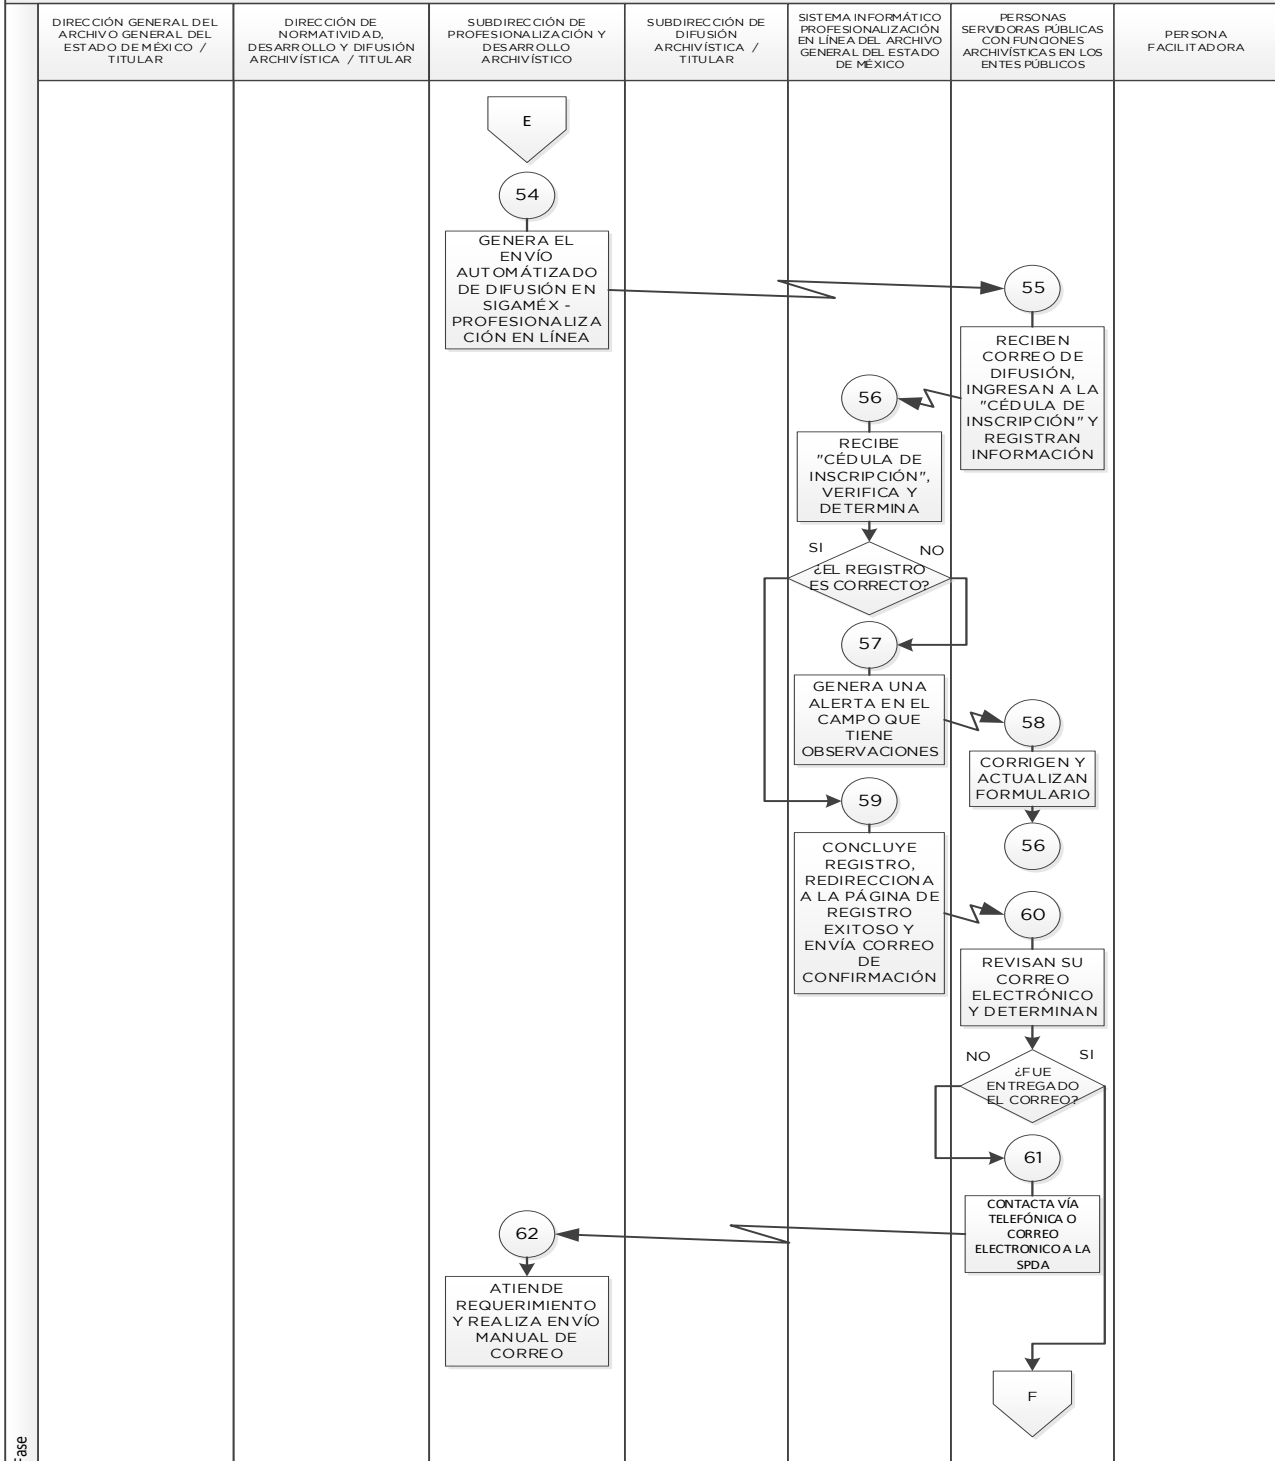 DIRECCIÓN GENERAL DEL
ARCHIVO GENERAL DEL
ESTADO DE MÉXICO /
TITULAR
DIRECCIÓN DE
NORMATIVIDAD,
DESARROLLO Y DIFUSIÓN
ARCHIVÍSTICA / TITULAR
SUBDIRECCIÓN DE
PROFESIONALIZACIÓN Y
DESARROLLO
ARCHIVÍSTICO
SUBDIRECCIÓN DE
DIFUSIÓN
ARCHIVÍSTICA /
TITULAR
SISTEMA INFORMÁTICO
PROFESIONALIZACIÓN
EN LÍNEA DEL ARCHIVO
GENERAL DEL ESTADO
DE MÉXICO
PERSONAS
SERVIDORAS PÚBLICAS
CON FUNCIONES
ARCHIVÍSTICAS EN LOS
ENTES PÚBLICOS
PERSONA
FACILITADORA
E
54
GENERA EL
ENVÍO
AUTOMÁTIZADO
DE DIFUSIÓN EN
SIGAMÉX -
PROFESIONALIZA
CIÓN EN LÍNEA
55
RECIBEN
CORREO DE
DIFUSIÓN,
INGRESAN A LA
"CÉDULA DE
INSCRIPCIÓN" Y
REGISTRAN
INFORMACIÓN
56
RECIBE
"CÉDULA DE
INSCRIPCIÓN",
VERIFICA Y
DETERMINA
SI
NO
¿EL REGISTRO
ES CORRECTO?
57
GENERA UNA
ALERTA EN EL
CAMPO QUE
TIENE
OBSERVACIONES
58
CORRIGEN Y
ACTUALIZAN
FORMULARIO
56
59
CONCLUYE
REGISTRO,
REDIRECCIONA
A LA PÁGINA DE
REGISTRO
EXITOSO Y
ENVÍA CORREO
DE
CONFIRMACIÓN
60
REVISAN SU
CORREO
ELECTRÓNICO
Y DETERMINAN
NO
SI
¿FUE
ENTREGADO
EL CORREO?
61
CONTACTA VÍA
TELEFÓNICA O
CORREO
ELECTRONICO A LA
SPDA
62
ATIENDE
REQUERIMIENTO
Y REALIZA ENVÍO
MANUAL DE
CORREO
F
Fase